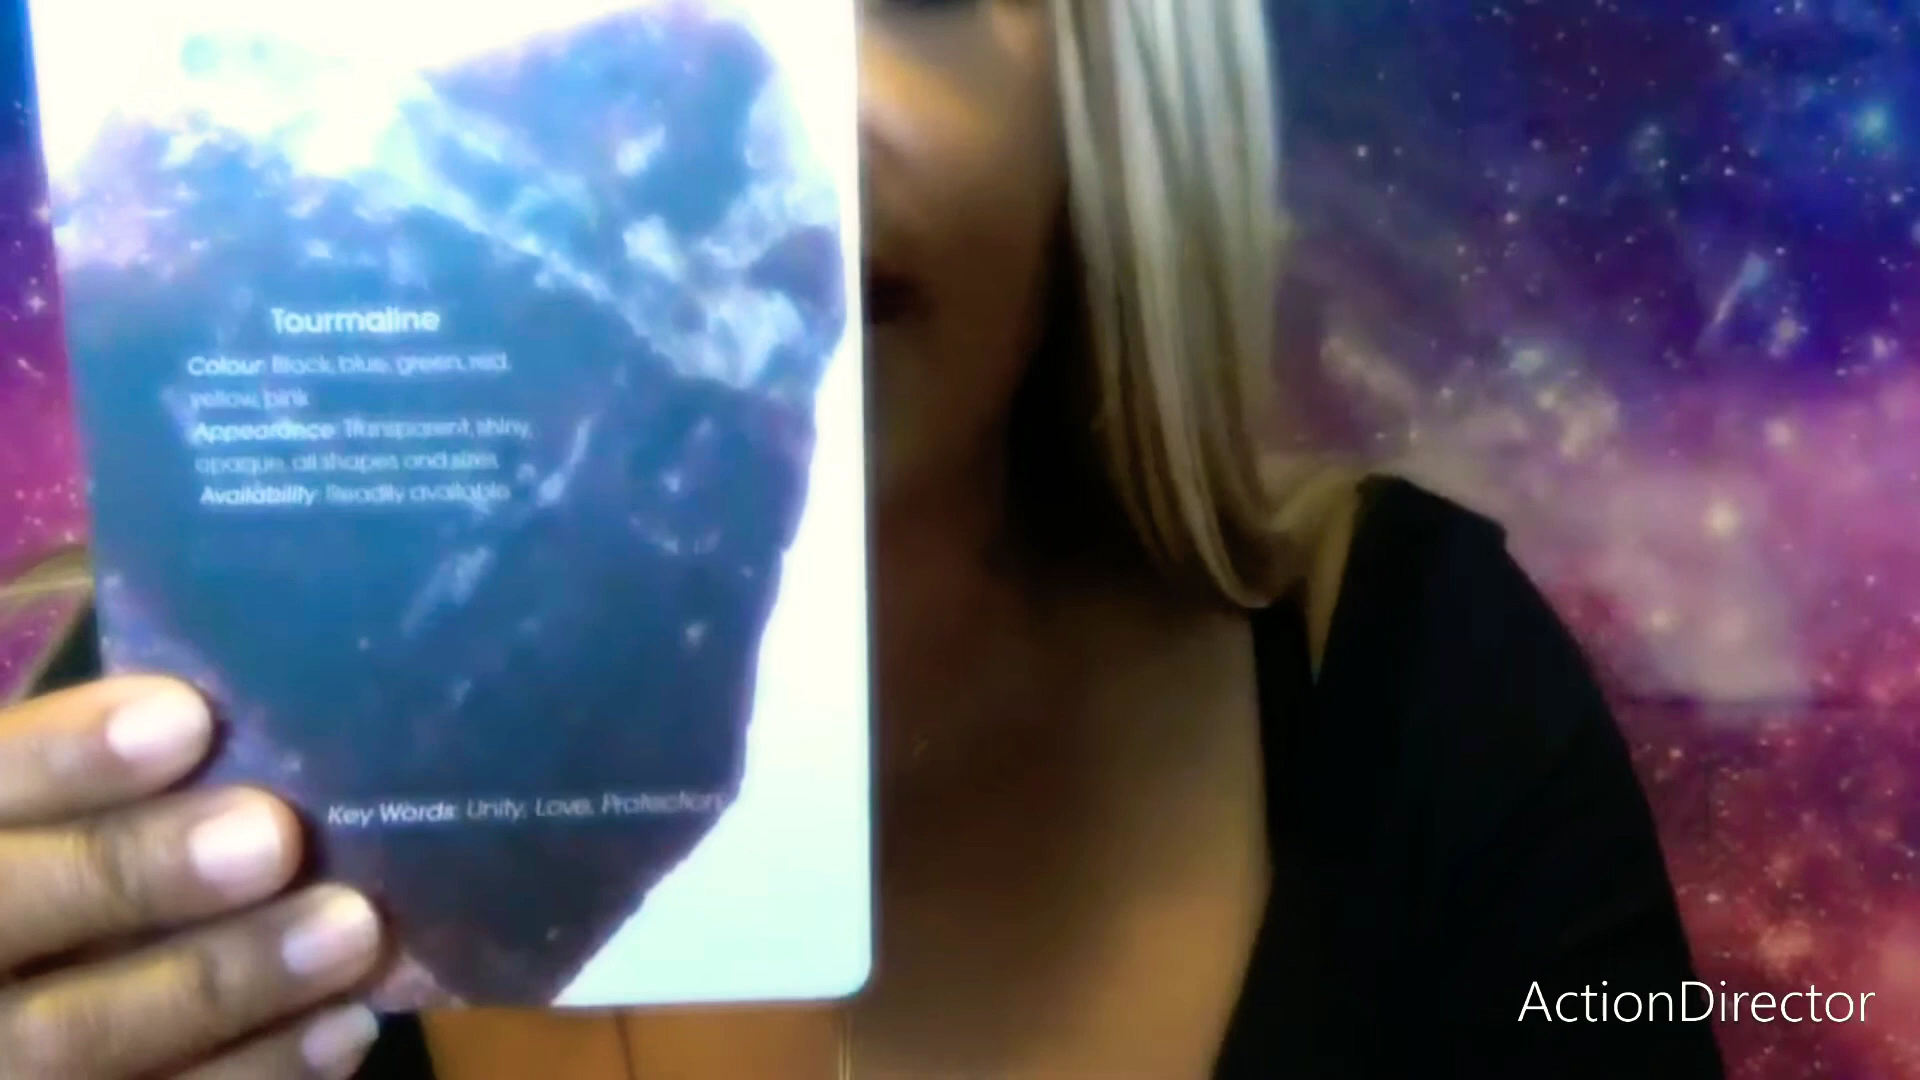 Tourmaline
Colour: Black, blue, green, red,
yellow, pink
Appearance: Transparent, shiny,
opaque, all shapes and sizes
Availability: Readily available
Key Words: Unity, Love, Protection
ActionDirector